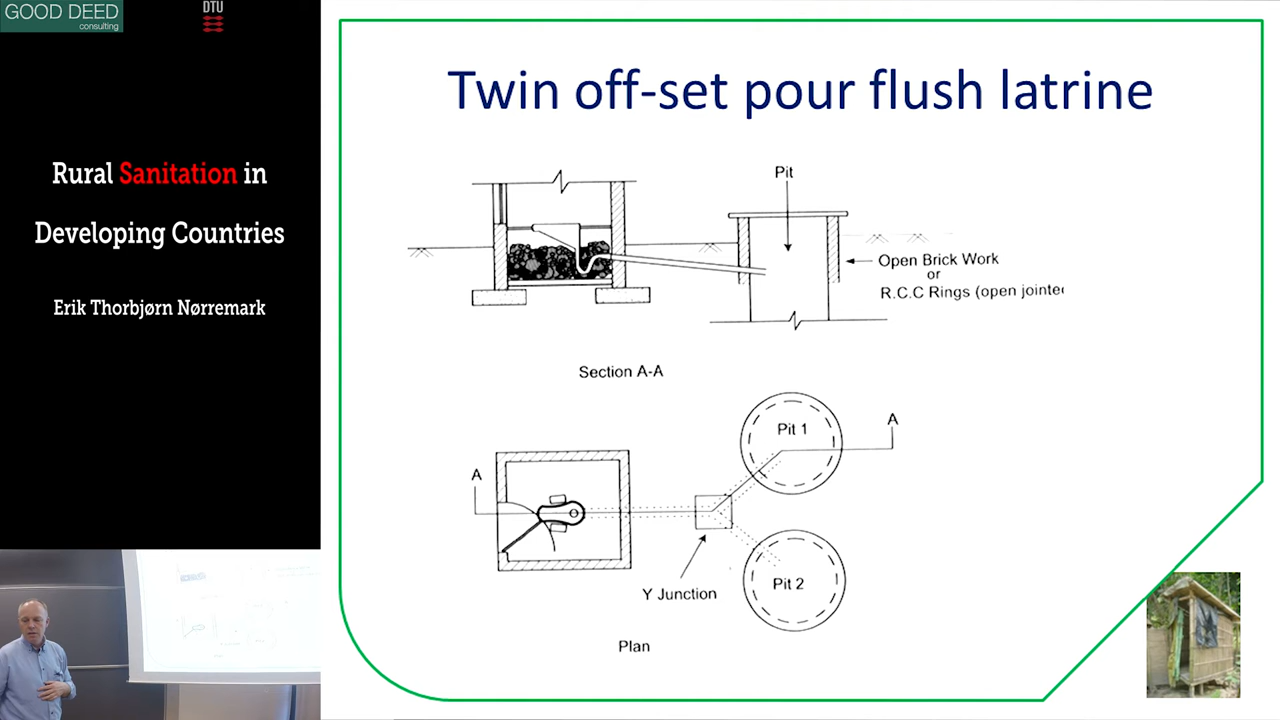 GOOD DEED
consulting
DTU
Rural Sanitation in
Developing Countries
Erik Thorbjørn Nørremark
Twin off-set pour flush latrine
Pit
Open Brick Work
or
R.C.C Rings (open jointe
Section A-A
Pit 1
A
A
Pit 2
Y Junction
Plan